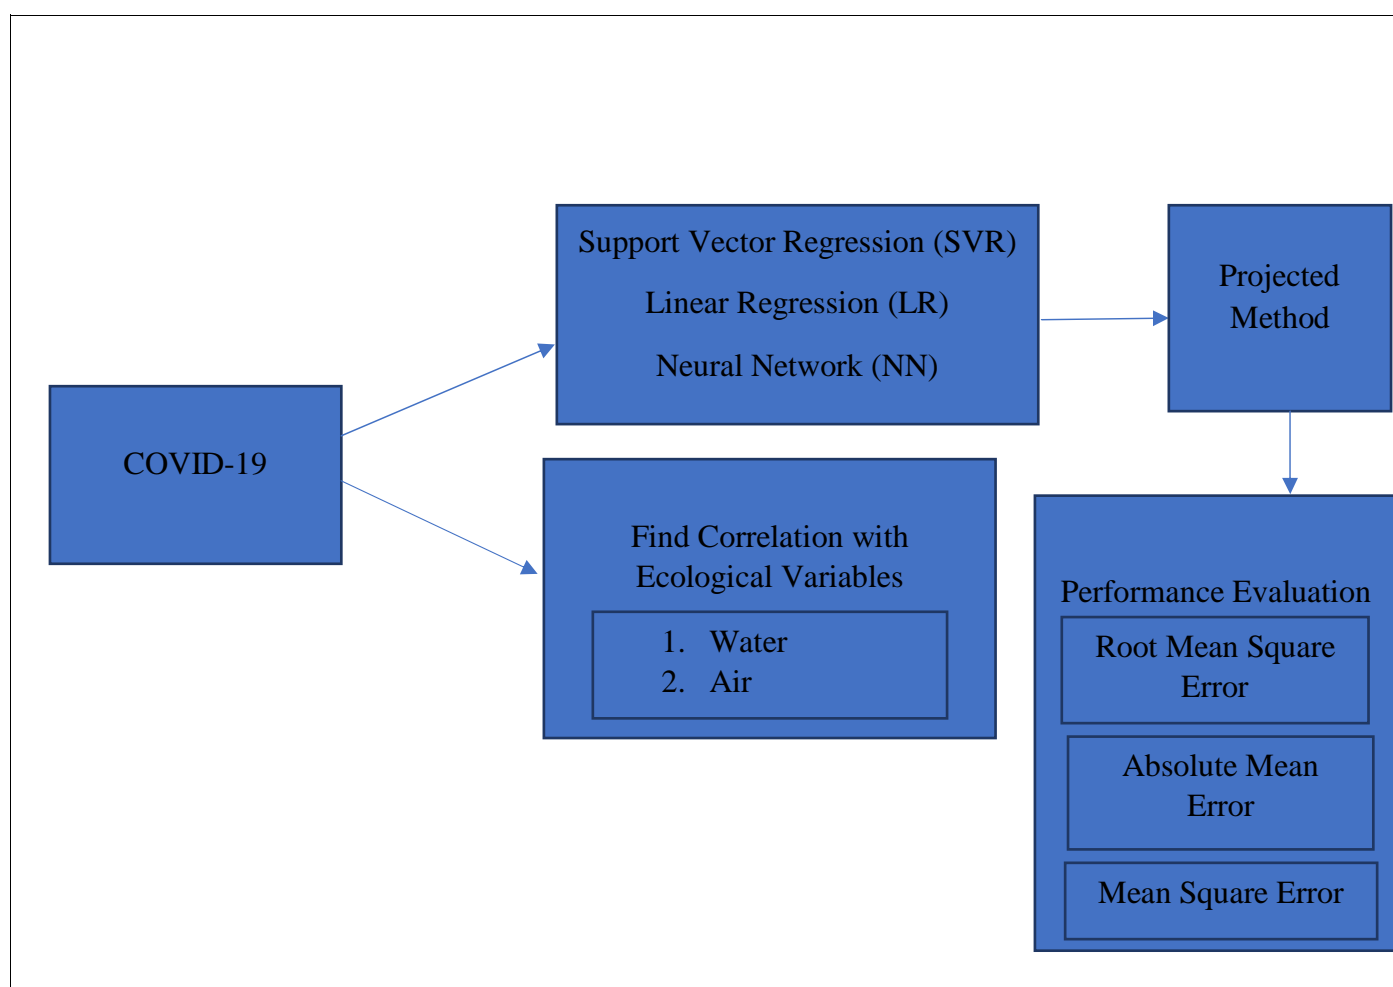 COVID-19
Support Vector Regression (SVR)
Linear Regression (LR)
Neural Network (NN)
Find Correlation with
Ecological Variables
1. Water
2. Air
Projected
Method
Performance Evaluation
Root Mean Square
Error
Absolute Mean
Error
Mean Square Error